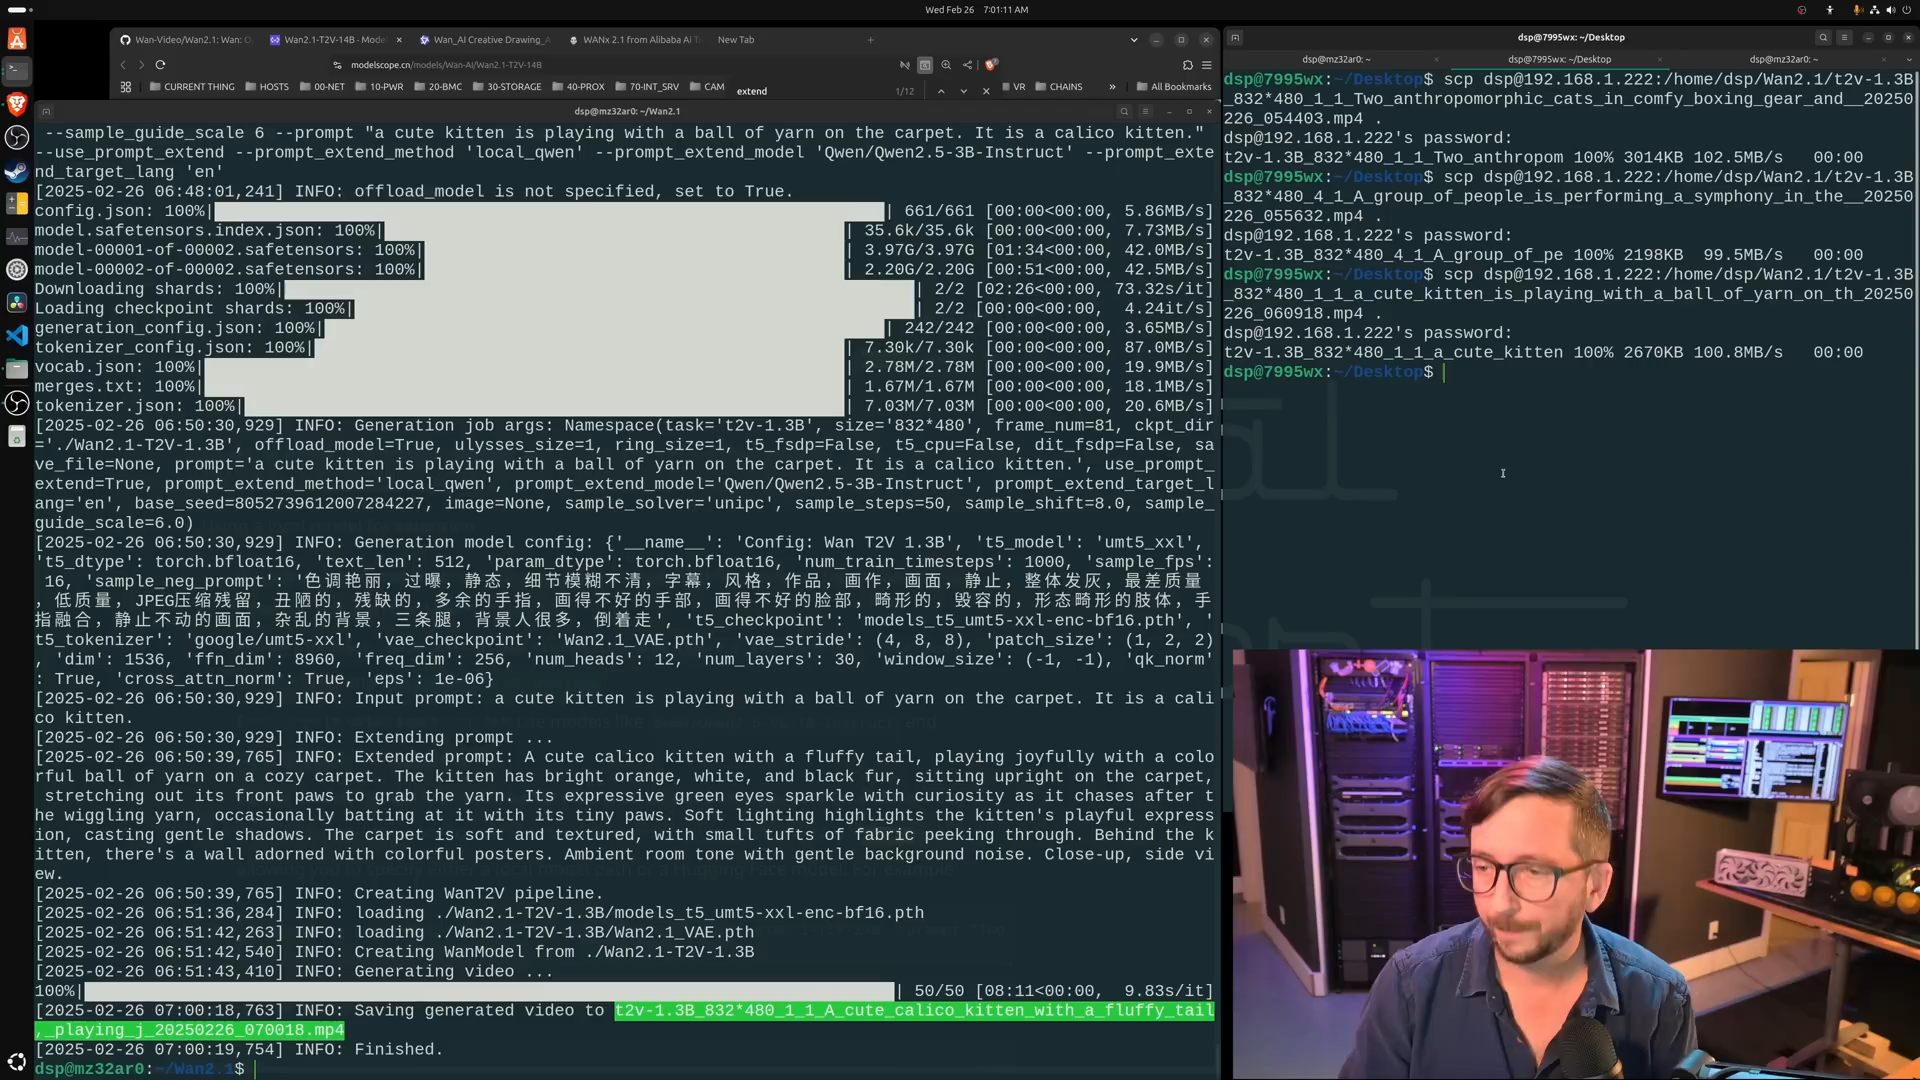 Wed Feb 26 7:01:11 AM
Wan-Video/Wan2.1: Wan: O
Wan2.1-T2V-14B - Mode
Wan_AI Creative Drawing_A
WANx 2.1 from Alibaba AI T
New Tab
modelscope.cn/models/Wan-AI/Wan2.1-T2V-14B
CURRENT THING
HOSTS
00-NET
10-PWR
20-BMC
30-STORAGE
40-PROX
70-INT_SRV
CAM
extend
1/12
VR
CHAINS
All Bookmarks
dsp@mz32ar0: ~/Wan2.1
--sample_guide_scale 6 --prompt "a cute kitten is playing with a ball of yarn on the carpet. It is a calico kitten."
--use_prompt_extend --prompt_extend_method 'local_qwen' --prompt_extend_model 'Qwen/Qwen2.5-3B-Instruct' --prompt_exte
nd_target_lang 'en'
[2025-02-26 06:48:01,241] INFO: offload_model is not specified, set to True.
config.json: 100%| | 661/661 [00:00<00:00, 5.86MB/s]
model.safetensors.index.json: 100%| | 35.6k/35.6k [00:00<00:00, 7.73MB/s]
model-00001-of-00002.safetensors: 100%| | 3.97G/3.97G [01:34<00:00, 42.0MB/s]
model-00002-of-00002.safetensors: 100%| | 2.20G/2.20G [00:51<00:00, 42.5MB/s]
Downloading shards: 100%| | 2/2 [02:26<00:00, 73.32s/it]
Loading checkpoint shards: 100%| | 2/2 [00:00<00:00, 4.24it/s]
generation_config.json: 100%| | 242/242 [00:00<00:00, 3.65MB/s]
tokenizer_config.json: 100%| | 7.30k/7.30k [00:00<00:00, 87.0MB/s]
vocab.json: 100%| | 2.78M/2.78M [00:00<00:00, 19.9MB/s]
merges.txt: 100%| | 1.67M/1.67M [00:00<00:00, 18.1MB/s]
tokenizer.json: 100%| | 7.03M/7.03M [00:00<00:00, 20.6MB/s]
[2025-02-26 06:50:30,929] INFO: Generation job args: Namespace(task='t2v-1.3B', size='832*480', frame_num=81, ckpt_dir
='./Wan2.1-T2V-1.3B', offload_model=True, ulysses_size=1, ring_size=1, t5_fsdp=False, t5_cpu=False, dit_fsdp=False, sa
ve_file=None, prompt='a cute kitten is playing with a ball of yarn on the carpet. It is a calico kitten.', use_prompt_
extend=True, prompt_extend_method='local_qwen', prompt_extend_model='Qwen/Qwen2.5-3B-Instruct', prompt_extend_target_l
ang='en', base_seed=8052739612007284227, image=None, sample_solver='unipc', sample_steps=50, sample_shift=8.0, sample_
guide_scale=6.0)
[2025-02-26 06:50:30,929] INFO: Generation model config: {'__name__': 'Config: Wan T2V 1.3B', 't5_model': 'umt5_xxl',
't5_dtype': torch.bfloat16, 'text_len': 512, 'param_dtype': torch.bfloat16, 'num_train_timesteps': 1000, 'sample_fps':
16, 'sample_neg_prompt': '色调艳丽，过曝，静态，细节模糊不清，字幕，风格，作品，画作，画面，静止，整体发灰，最差质量
，低质量，JPEG压缩残留，丑陋的，残缺的，多余的手指，画得不好的手部，画得不好的脸部，畸形的，毁容的，形态畸形的肢体，手
指融合，静止不动的画面，杂乱的背景，三条腿，背景人很多，倒着走', 't5_checkpoint': 'models_t5_umt5-xxl-enc-bf16.pth', '
t5_tokenizer': 'google/umt5-xxl', 'vae_checkpoint': 'Wan2.1_VAE.pth', 'vae_stride': (4, 8, 8), 'patch_size': (1, 2, 2)
, 'dim': 1536, 'ffn_dim': 8960, 'freq_dim': 256, 'num_heads': 12, 'num_layers': 30, 'window_size': (-1, -1), 'qk_norm'
: True, 'cross_attn_norm': True, 'eps': 1e-06}
[2025-02-26 06:50:30,929] INFO: Input prompt: a cute kitten is playing with a ball of yarn on the carpet. It is a cali
co kitten.
[2025-02-26 06:50:30,929] INFO: Extending prompt ...
[2025-02-26 06:50:39,765] INFO: Extended prompt: A cute calico kitten with a fluffy tail, playing joyfully with a colo
rful ball of yarn on a cozy carpet. The kitten has bright orange, white, and black fur, sitting upright on the carpet,
stretching out its front paws to grab the yarn. Its expressive green eyes sparkle with curiosity as it chases after t
he wiggling yarn, occasionally batting at it with its tiny paws. Soft lighting highlights the kitten's playful express
ion, casting gentle shadows. The carpet is soft and textured, with small tufts of fabric peeking through. Behind the k
itten, there's a wall adorned with colorful posters. Ambient room tone with gentle background noise. Close-up, side vi
ew.
[2025-02-26 06:50:39,765] INFO: Creating WanT2V pipeline.
[2025-02-26 06:51:36,284] INFO: loading ./Wan2.1-T2V-1.3B/models_t5_umt5-xxl-enc-bf16.pth
[2025-02-26 06:51:42,263] INFO: loading ./Wan2.1-T2V-1.3B/Wan2.1_VAE.pth
[2025-02-26 06:51:42,540] INFO: Creating WanModel from ./Wan2.1-T2V-1.3B
[2025-02-26 06:51:43,410] INFO: Generating video ...
100%| | 50/50 [08:11<00:00, 9.83s/it]
[2025-02-26 07:00:18,763] INFO: Saving generated video to t2v-1.3B_832*480_1_1_A_cute_calico_kitten_with_a_fluffy_tail
,_playing_j_20250226_070018.mp4
[2025-02-26 07:00:19,754] INFO: Finished.
dsp@mz32ar0:~/Wan2.1$
dsp@7995wx: ~/Desktop
dsp@mz32ar0: ~
dsp@7995wx: ~/Desktop
dsp@mz32ar0: ~
dsp@7995wx:~/Desktop$ scp dsp@192.168.1.222:/home/dsp/Wan2.1/t2v-1.3B
_832*480_1_1_Two_anthropomorphic_cats_in_comfy_boxing_gear_and__20250
226_054403.mp4 .
dsp@192.168.1.222's password:
t2v-1.3B_832*480_1_1_Two_anthropom 100% 3014KB 102.5MB/s 00:00
dsp@7995wx:~/Desktop$ scp dsp@192.168.1.222:/home/dsp/Wan2.1/t2v-1.3B
_832*480_4_1_A_group_of_people_is_performing_a_symphony_in_the__20250
226_055632.mp4 .
dsp@192.168.1.222's password:
t2v-1.3B_832*480_4_1_A_group_of_pe 100% 2198KB 99.5MB/s 00:00
dsp@7995wx:~/Desktop$ scp dsp@192.168.1.222:/home/dsp/Wan2.1/t2v-1.3B
_832*480_1_1_a_cute_kitten_is_playing_with_a_ball_of_yarn_on_th_20250
226_060918.mp4 .
dsp@192.168.1.222's password:
t2v-1.3B_832*480_1_1_a_cute_kitten 100% 2670KB 100.8MB/s 00:00
dsp@7995wx:~/Desktop$